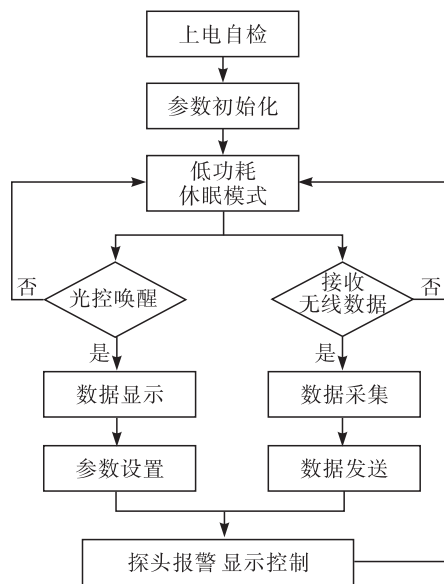 上电自检
参数初始化
低功耗
休眠模式
否
光控唤醒
接收
无线数据
否
是
是
数据显示
数据采集
参数设置
数据发送
探头报警 显示控制